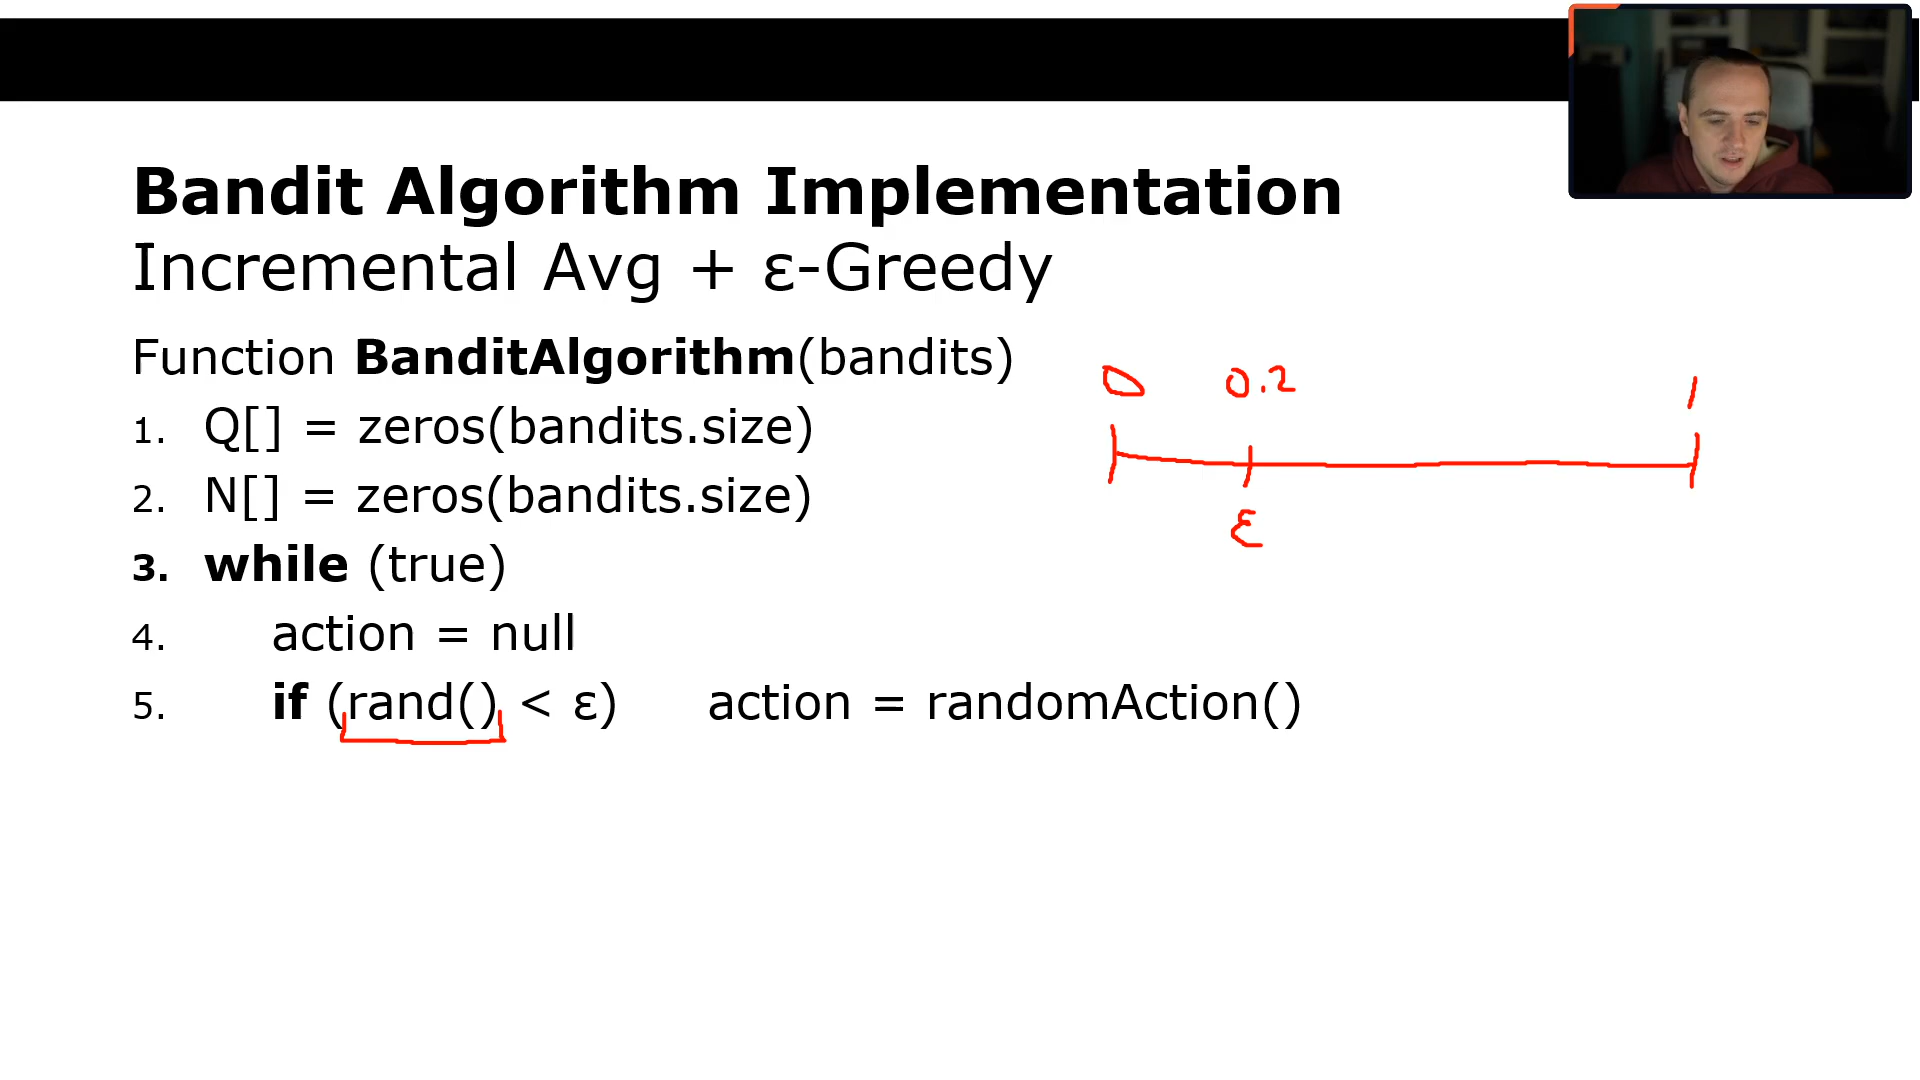 Bandit Algorithm Implementation
Incremental Avg + ε-Greedy
Function BanditAlgorithm(bandits)
0 0.2 1
1. Q[] = zeros(bandits.size)
2. N[] = zeros(bandits.size)
ε
3. while (true)
4. action = null
5. if (rand() < ε) action = randomAction()